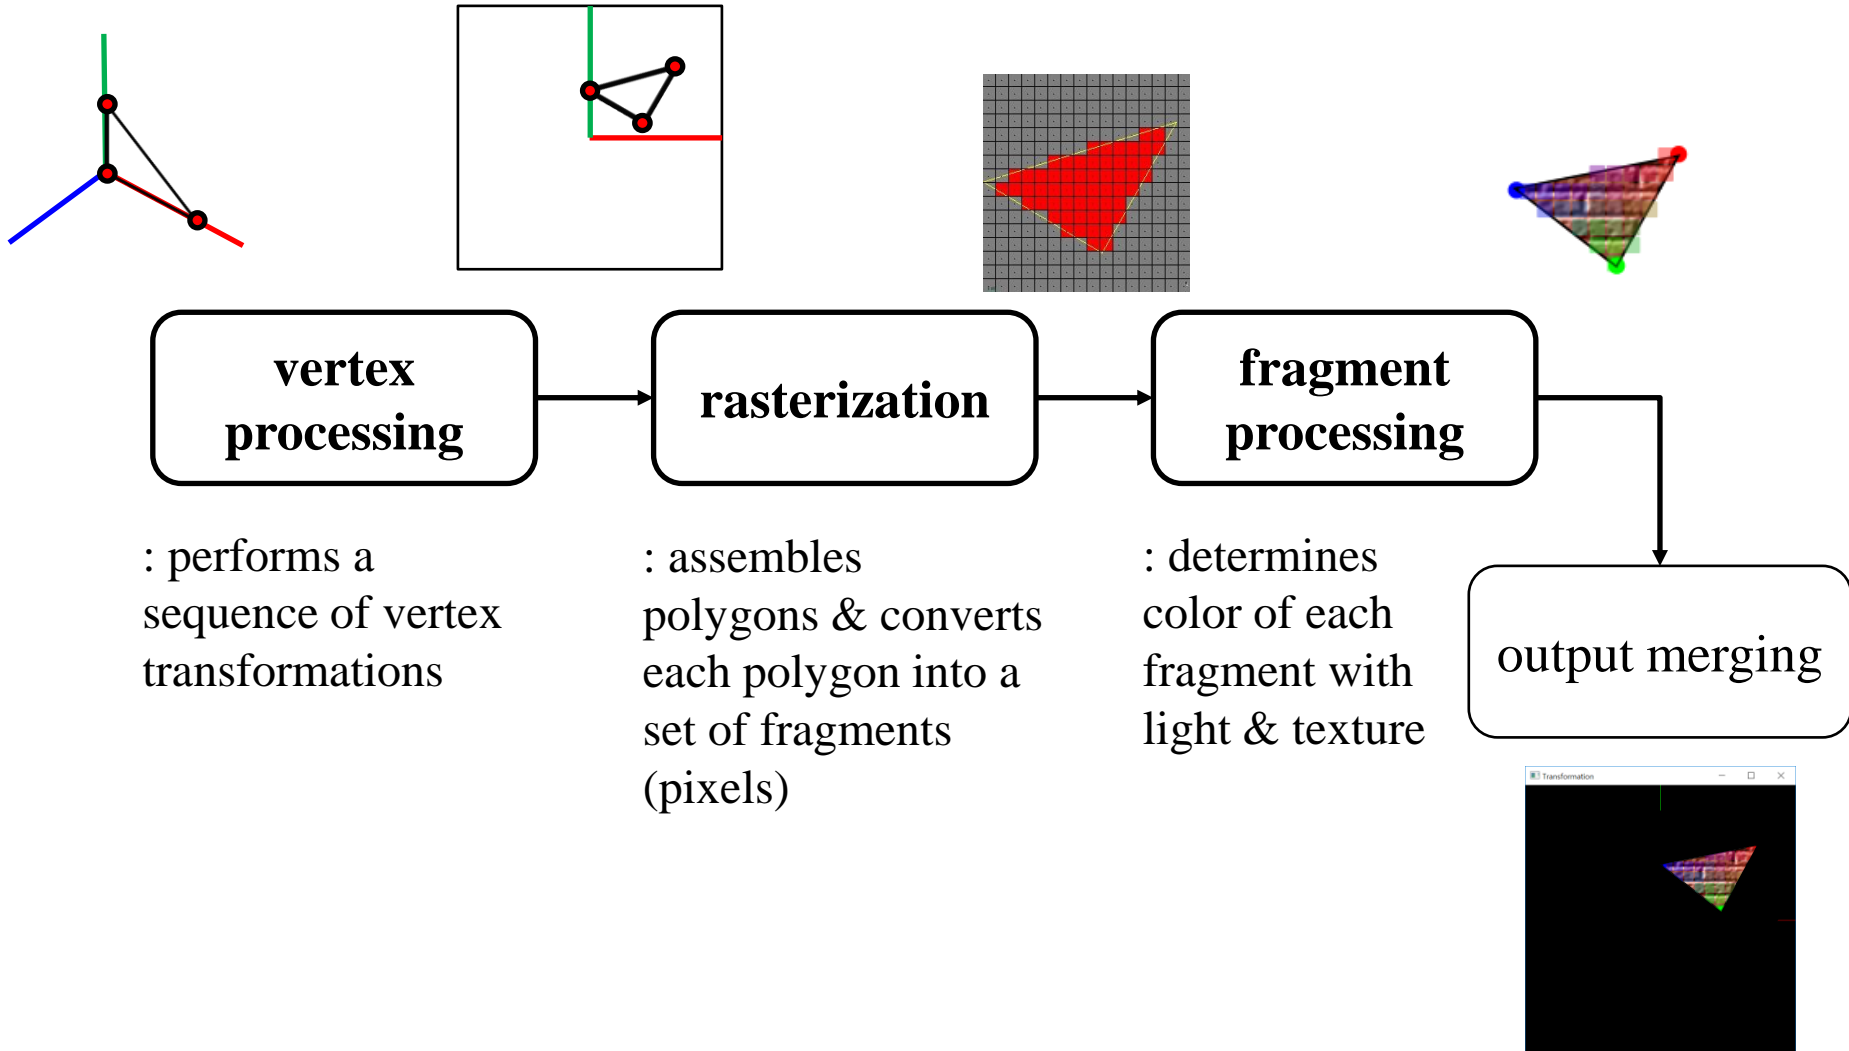 vertex
processing
rasterization
fragment
processing
: performs a
sequence of vertex
transformations
: assembles
polygons & converts
each polygon into a
set of fragments
(pixels)
: determines
color of each
fragment with
light & texture
output merging
Transformation